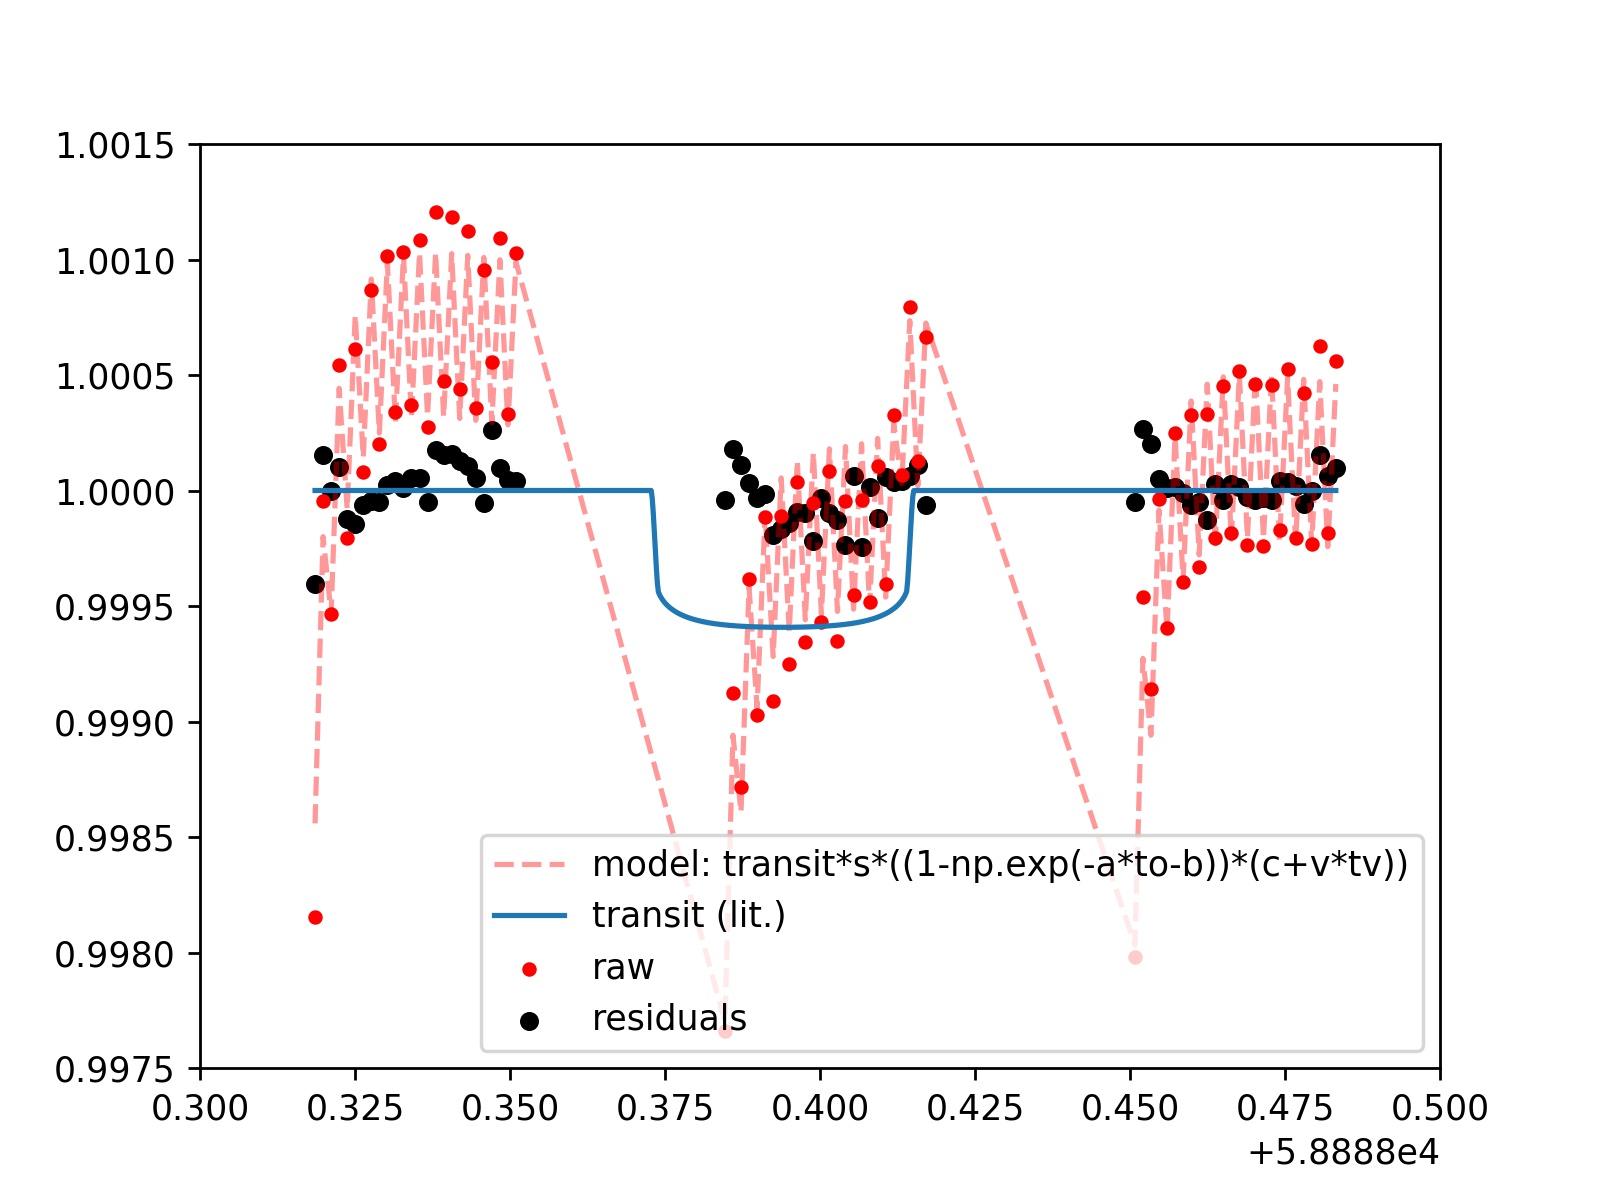 1.0015
1.0010
1.0005
1.0000
0.9995
0.9990
0.9985
0.9980
0.9975
model: transit*s*((1-np.exp(-a*to-b))*(c+v*tv))
transit (lit.)
raw
residuals
0.300 0.325 0.350 0.375 0.400 0.425 0.450 0.475 0.500
+5.8888e4